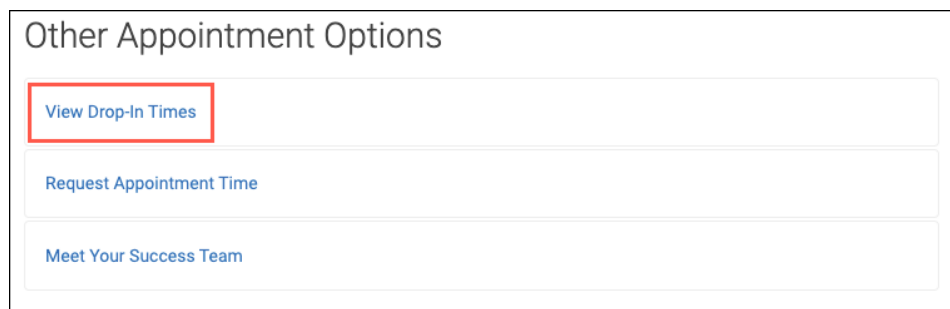 Other Appointment Options
View Drop-In Times
Request Appointment Time
Meet Your Success Team